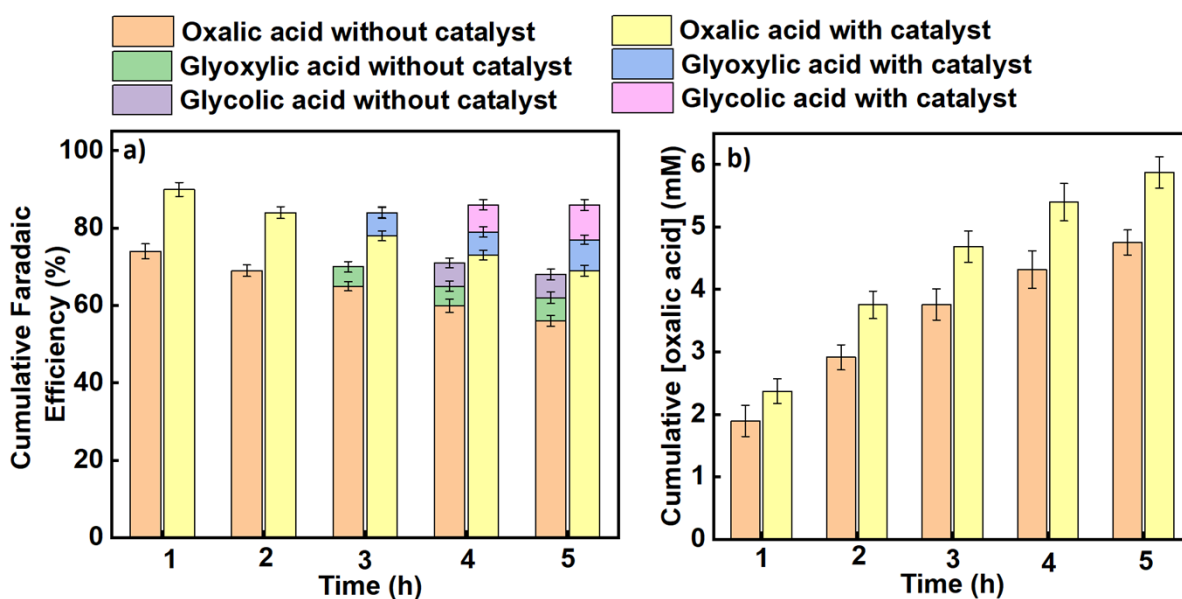 Oxalic acid without catalyst
Oxalic acid with catalyst
Glyoxylic acid without catalyst
Glyoxylic acid with catalyst
Glycolic acid without catalyst
Glycolic acid with catalyst
a)
Cumulative Faradaic
Efficiency (%)
100
80
60
40
20
0
1 2 3 4 5
Time (h)
b)
Cumulative [oxalic acid] (mM)
6
5
4
3
2
1
0
1 2 3 4 5
Time (h)